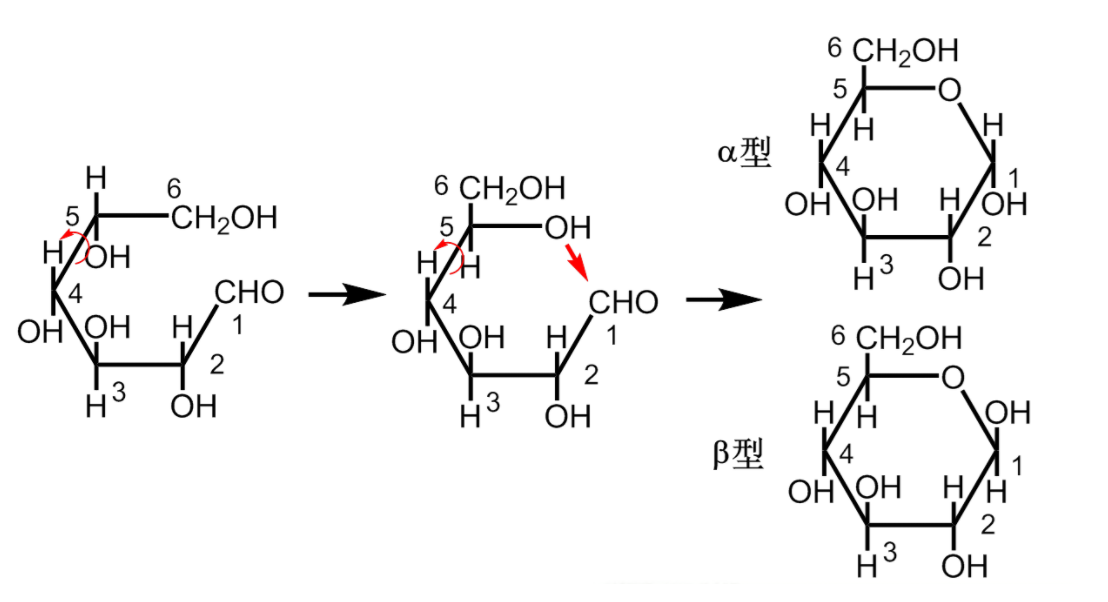 H
6
5 CH₂OH
H OH
4 CHO
OH OH H 1
2
H 3 OH
6 CH₂OH
5 OH
H H
4 CHO
OH OH H 1
2
H 3 OH
α型
6 CH₂OH
5 O
H H H
4 1
OH OH H OH
2
H 3 OH
β型
6 CH₂OH
5 O
H H OH
4 1
OH OH H H
2
H 3 OH